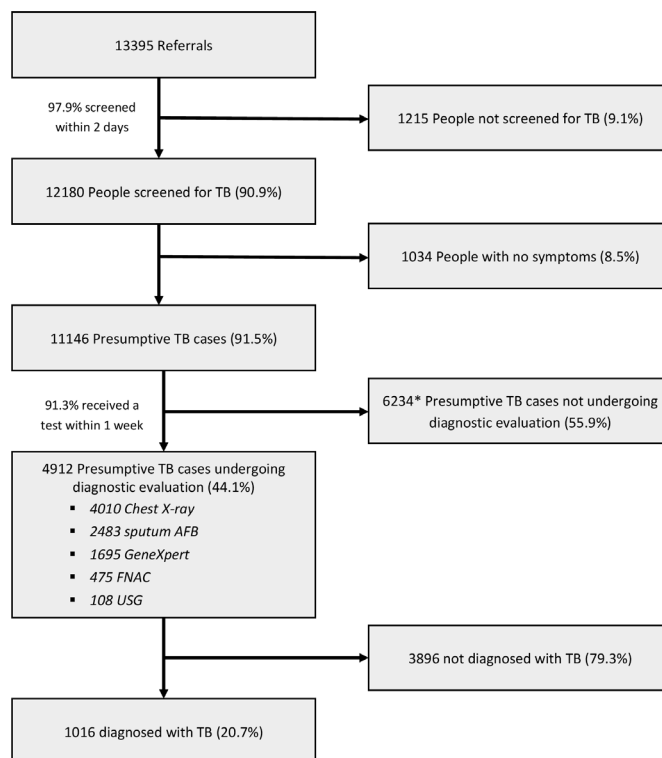 13395 Referrals
97.9% screened
within 2 days
1215 People not screened for TB (9.1%)
12180 People screened for TB (90.9%)
1034 People with no symptoms (8.5%)
11146 Presumptive TB cases (91.5%)
91.3% received a
test within 1 week
6234* Presumptive TB cases not undergoing
diagnostic evaluation (55.9%)
4912 Presumptive TB cases undergoing
diagnostic evaluation (44.1%)
▪ 4010 Chest X-ray
▪ 2483 sputum AFB
▪ 1695 GeneXpert
▪ 475 FNAC
▪ 108 USG
3896 not diagnosed with TB (79.3%)
1016 diagnosed with TB (20.7%)